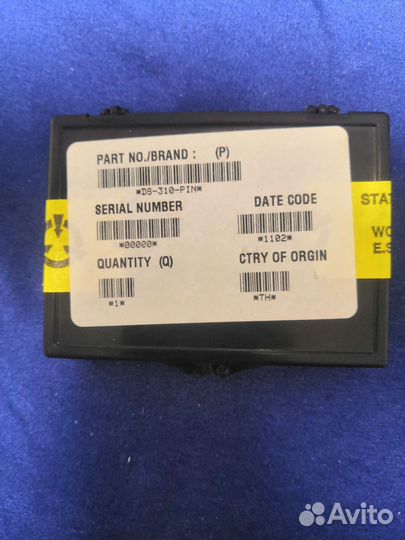 PART NO./BRAND : (P)
*DS-310-PIN*
SERIAL NUMBER DATE CODE
*00000* *1102*
QUANTITY (Q) CTRY OF ORGIN
*1* *TH*
STAT
WO
E.S
Avito